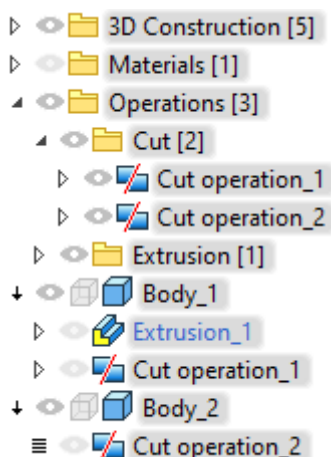 3D Construction [5]
Materials [1]
Operations [3]
Cut [2]
Cut operation_1
Cut operation_2
Extrusion [1]
Body_1
Extrusion_1
Cut operation_1
Body_2
Cut operation_2